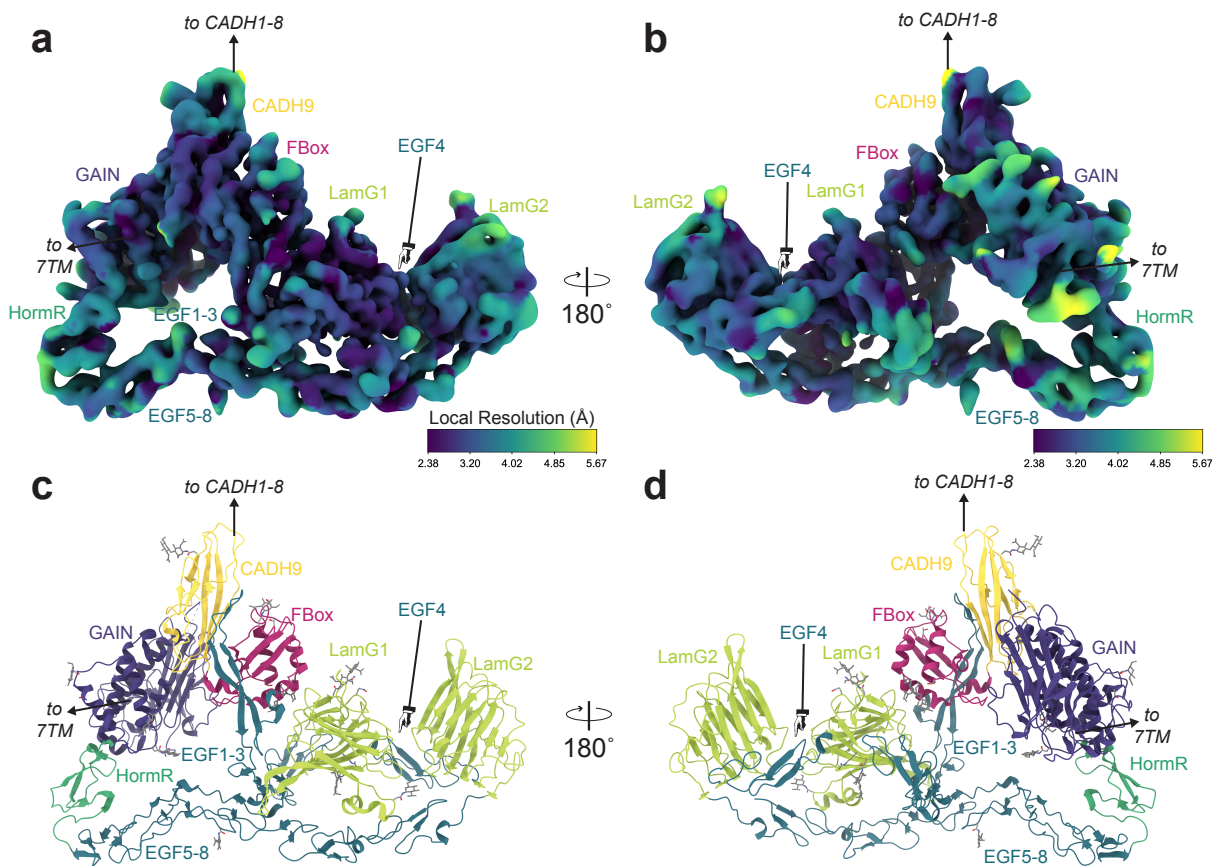 a
to CADH1-8
CADH9
FBox
EGF4
GAIN
LamG1
LamG2
to
7TM
HormR
EGF1-3
EGF5-8
180°
Local Resolution (Å)
2.38 3.20 4.02 4.85 5.67
b
to CADH1-8
CADH9
FBox
EGF4
LamG1
GAIN
LamG2
to
7TM
HormR
EGF5-8
2.38 3.20 4.02 4.85 5.67
c
to CADH1-8
CADH9
FBox
EGF4
GAIN
LamG1
LamG2
to
7TM
EGF1-3
HormR
EGF5-8
180°
d
to CADH1-8
CADH9
FBox
EGF4
GAIN
LamG2
LamG1
to
7TM
EGF1-3
HormR
EGF5-8